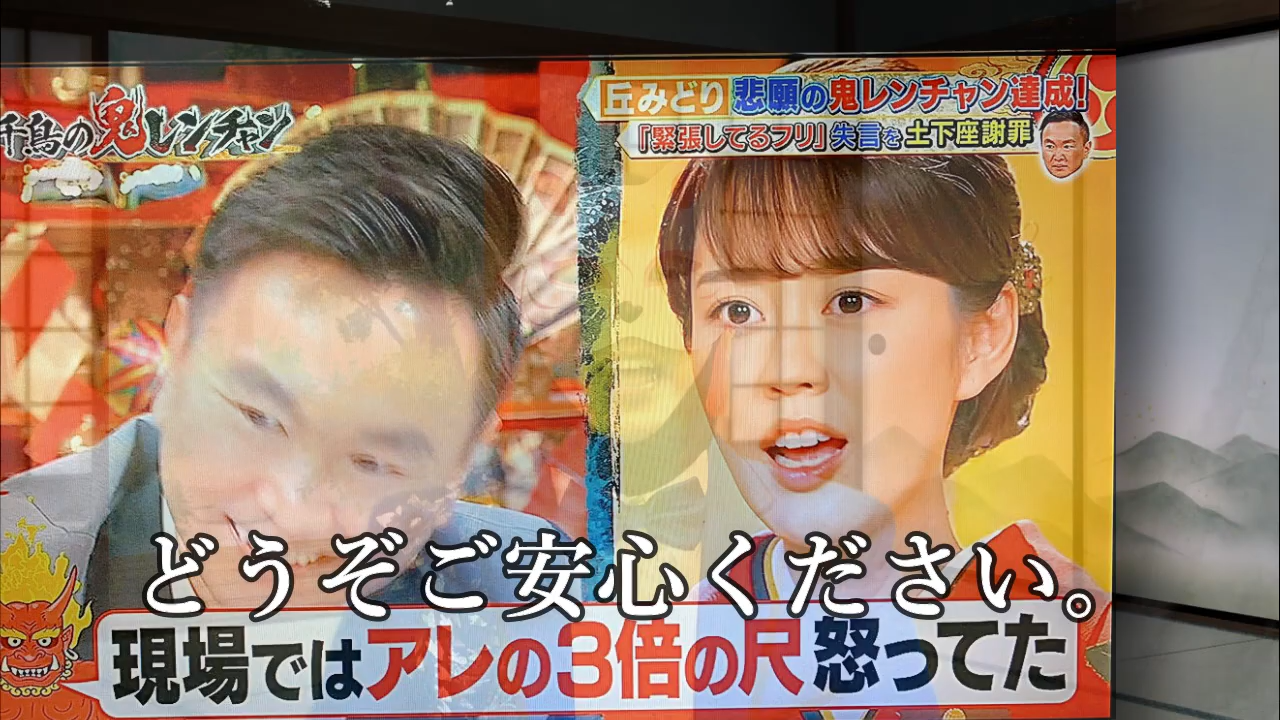 千鳥の鬼レンチャン
丘みどり 悲願の鬼レンチャン達成!
「緊張してるフリ」失言を土下座謝罪
どうぞご安心ください。
現場ではアレの3倍の尺怒ってた